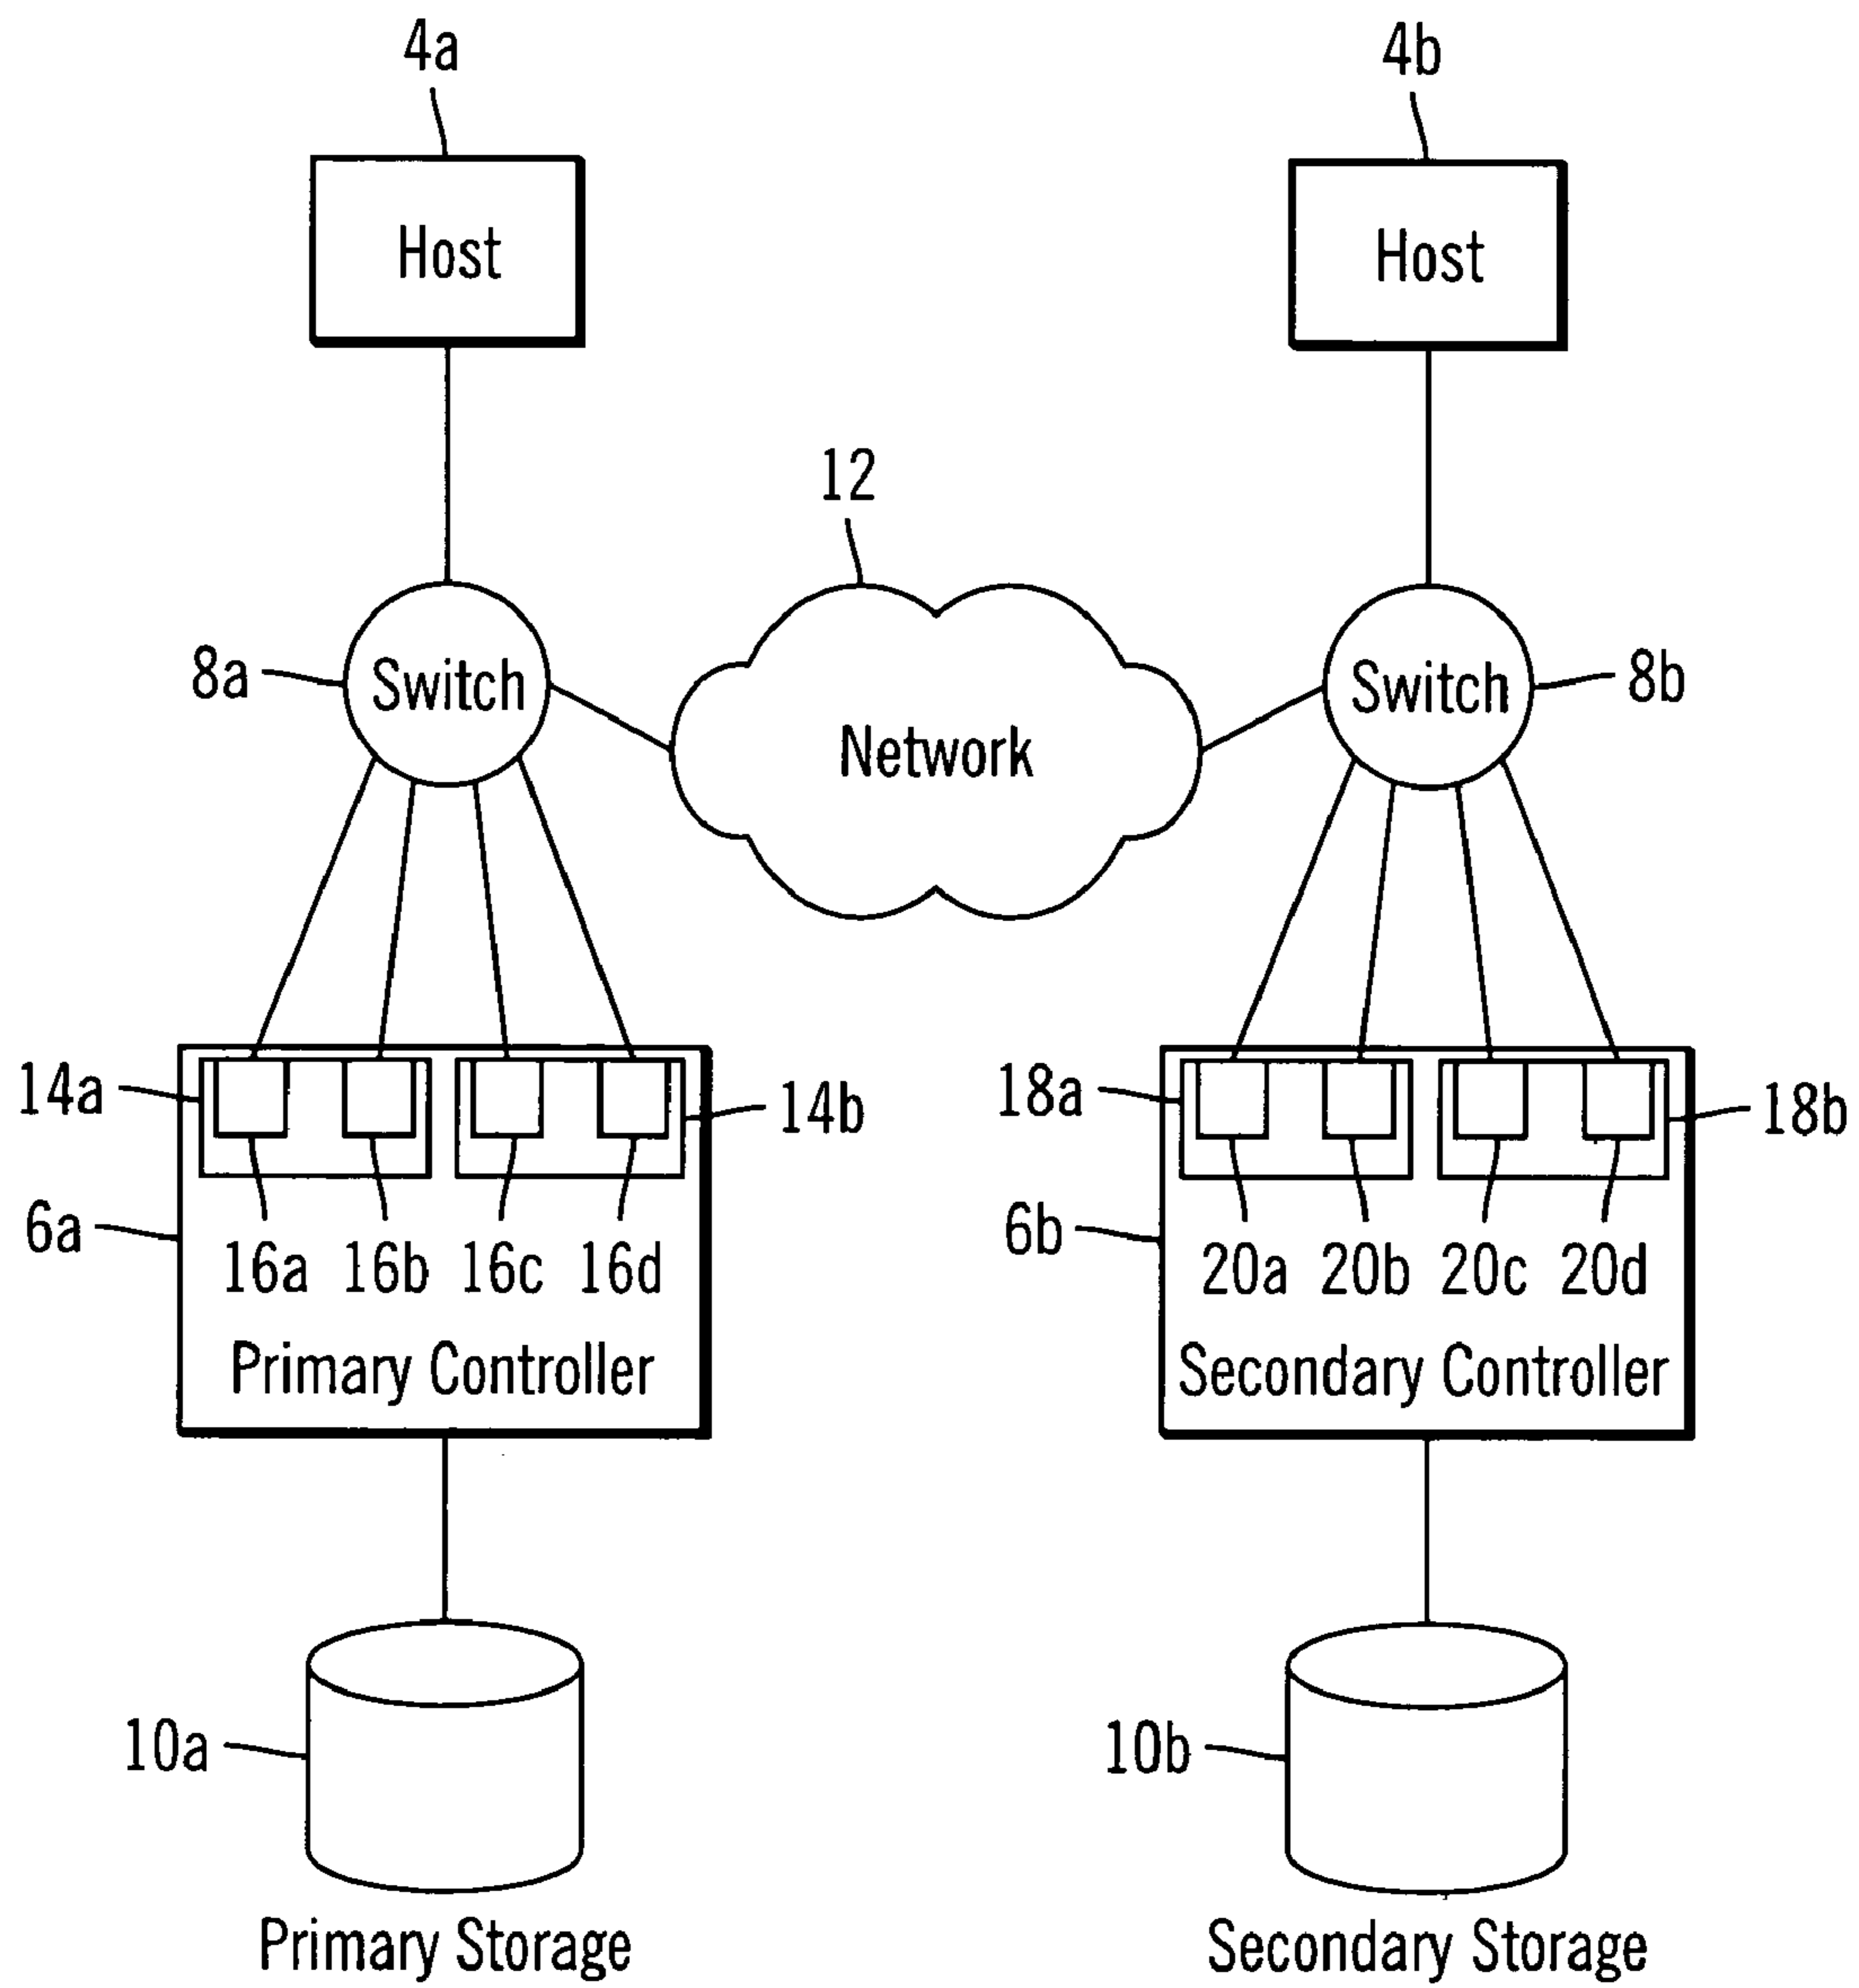 4a
4b
Host
Host
12
8a
Switch
Network
Switch
8b
14a
14b
18a
18b
6a
16a 16b 16c 16d
6b
20a 20b 20c 20d
Primary Controller
Secondary Controller
10a
10b
Primary Storage
Secondary Storage